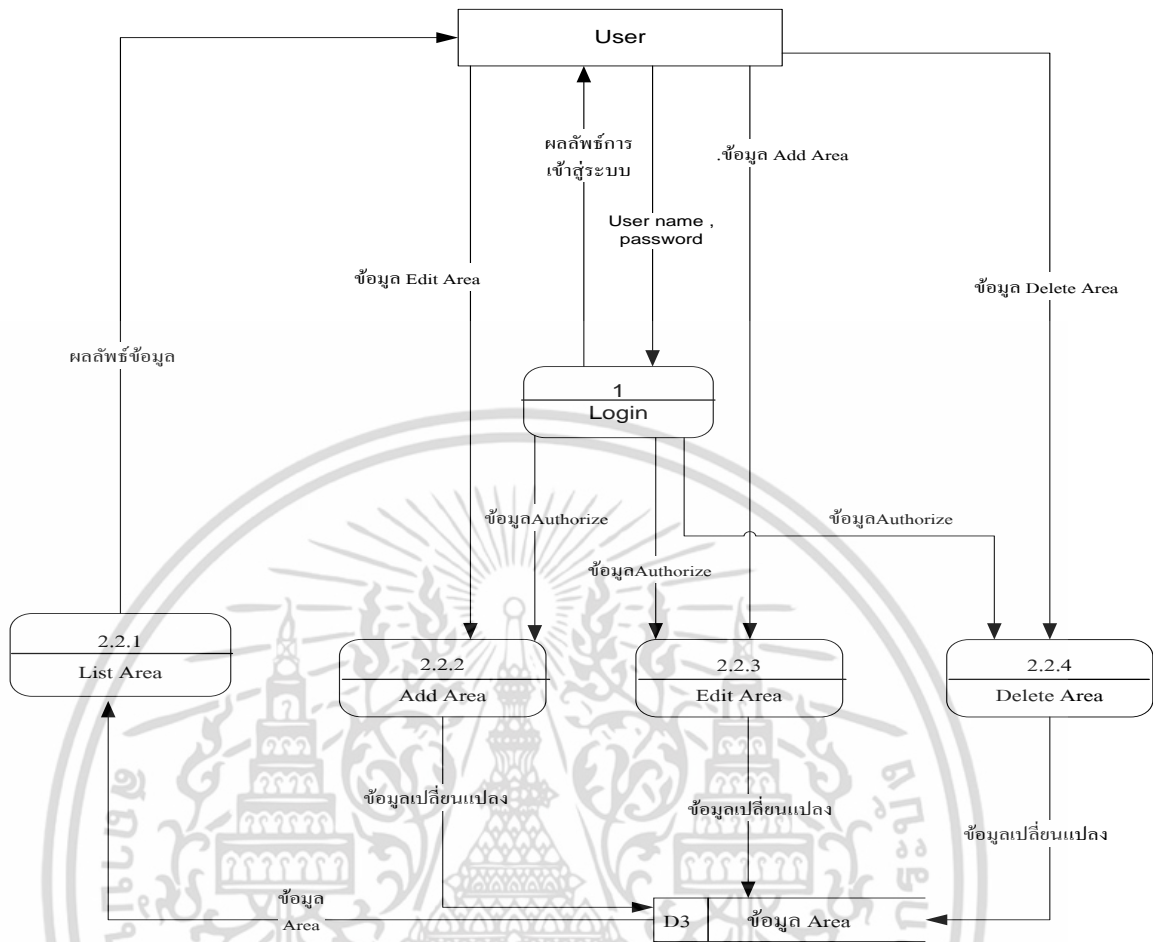 User
ผลลัพธ์การ
เข้าสู่ระบบ
.ข้อมูล Add Area
User name ,
password
ข้อมูล Edit Area
ข้อมูล Delete Area
ผลลัพธ์ข้อมูล
1
Login
ข้อมูลAuthorize
ข้อมูลAuthorize
ข้อมูลAuthorize
2.2.1
List Area
2.2.2
Add Area
2.2.3
Edit Area
2.2.4
Delete Area
ข้อมูลเปลี่ยนแปลง
ข้อมูลเปลี่ยนแปลง
ข้อมูลเปลี่ยนแปลง
ข้อมูล
Area
D3 ข้อมูล Area